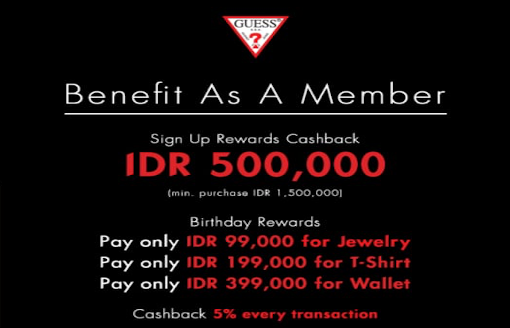 GUESS
?
Benefit As A Member
Sign Up Rewards Cashback
IDR 500,000
(min. purchase IDR 1,500,000)
Birthday Rewards
Pay only IDR 99,000 for Jewelry
Pay only IDR 199,000 for T-Shirt
Pay only IDR 399,000 for Wallet
Cashback 5% every transaction